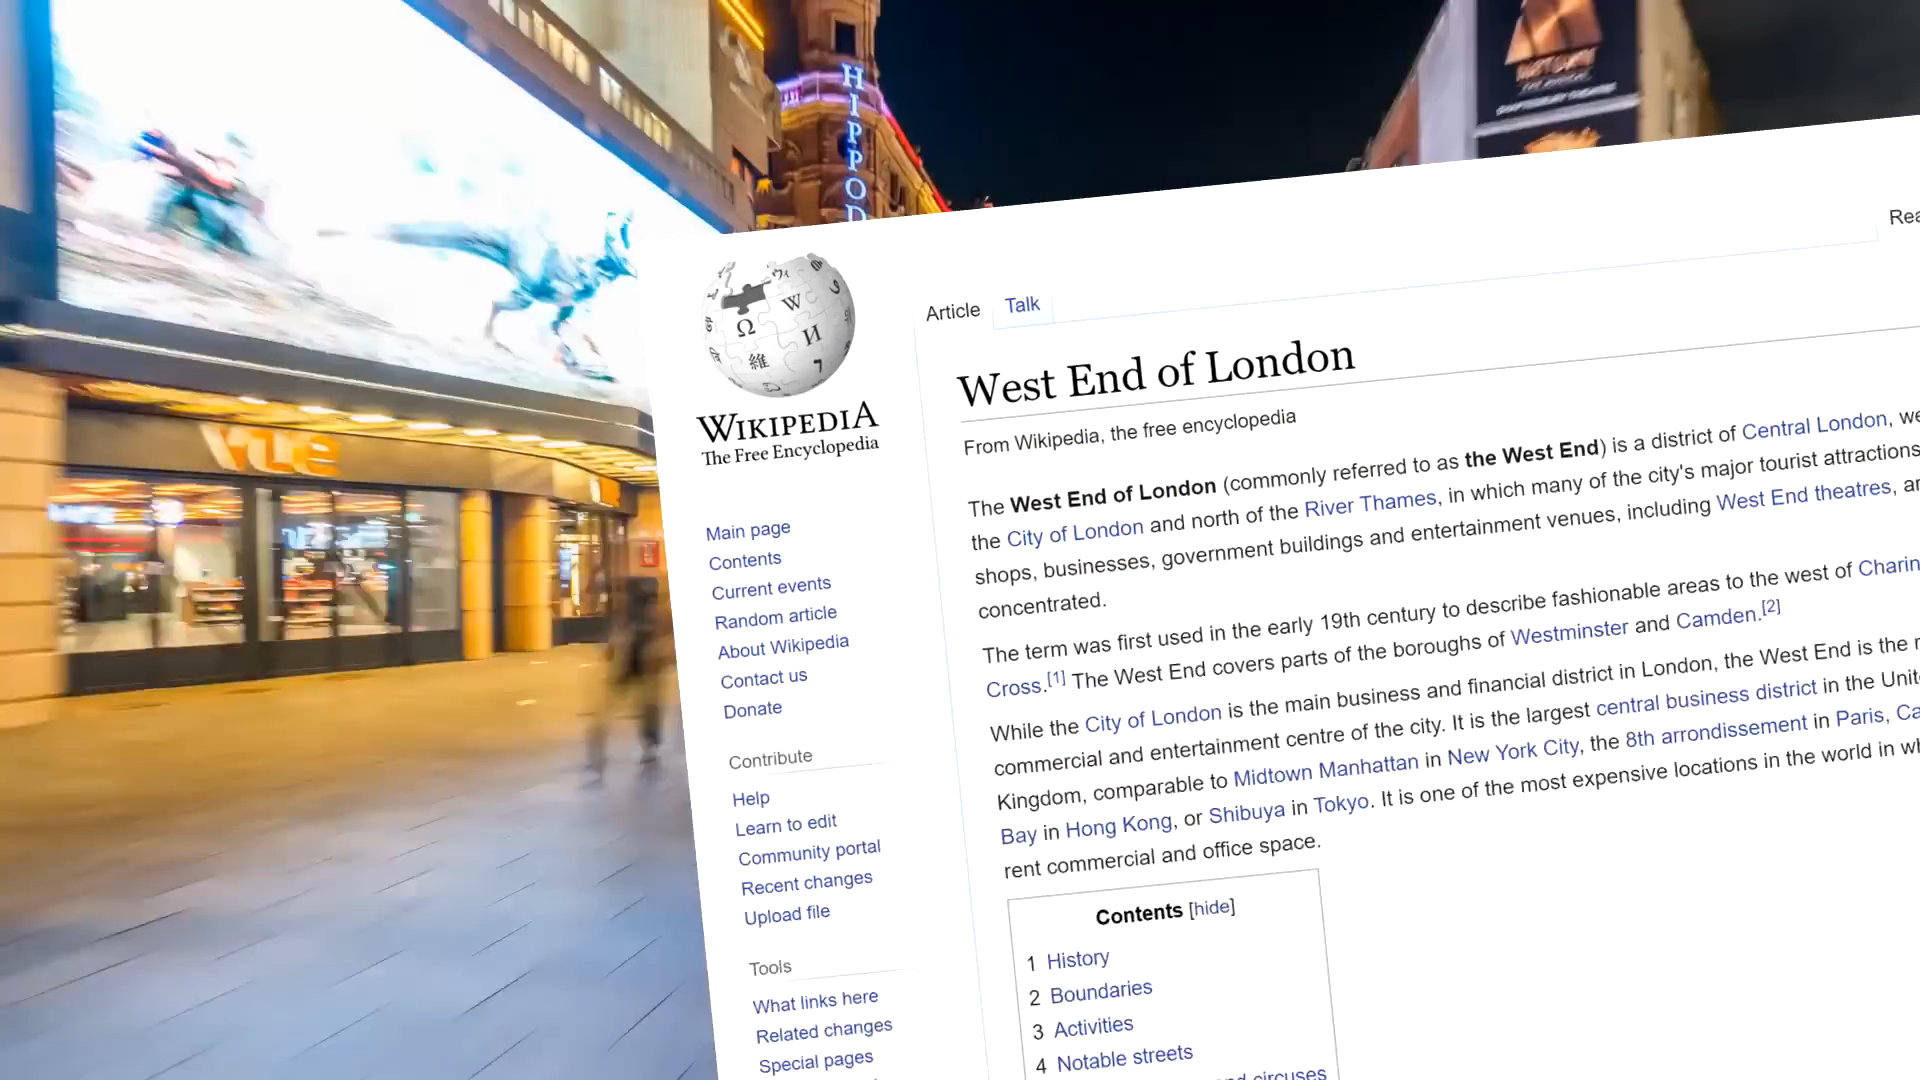 HIPPOD
vue
Article
Talk
West End of London
From Wikipedia, the free encyclopedia
The West End of London (commonly referred to as the West End) is a district of Central London,
the City of London and north of the River Thames, in which many of the city's major tourist attractions
shops, businesses, government buildings and entertainment venues, including West End theatres,
concentrated.
The term was first used in the early 19th century to describe fashionable areas to the west of
Cross.[1] The West End covers parts of the boroughs of Westminster and Camden.[2]
While the City of London is the main business and financial district in London, the West End is the
commercial and entertainment centre of the city. It is the largest central business district in the
Kingdom, comparable to Midtown Manhattan in New York City, the 8th arrondissement in Paris,
Bay in Hong Kong, or Shibuya in Tokyo. It is one of the most expensive locations in the world in
rent commercial and office space.
Contents [hide]
1 History
2 Boundaries
3 Activities
4 Notable streets
circuses
WIKIPEDIA
The Free Encyclopedia
Main page
Contents
Current events
Random article
About Wikipedia
Contact us
Donate
Contribute
Help
Learn to edit
Community portal
Recent changes
Upload file
Tools
What links here
Related changes
Special pages